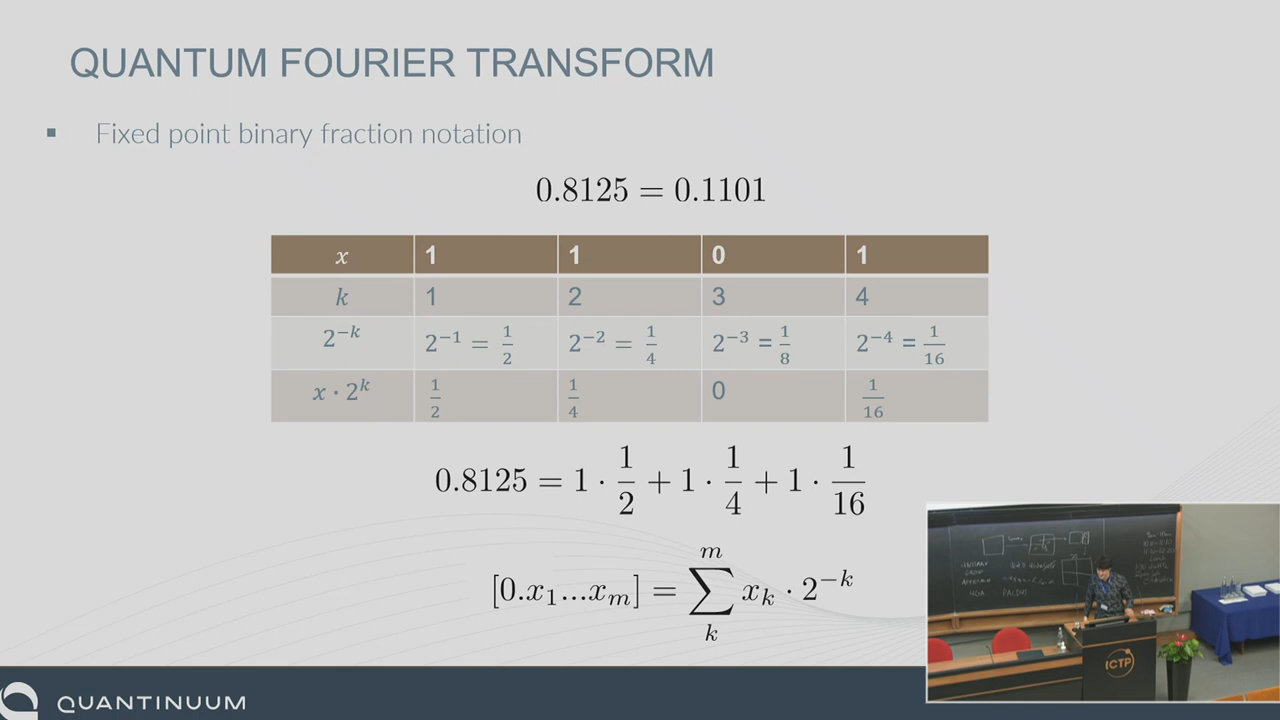 QUANTUM FOURIER TRANSFORM
▪ Fixed point binary fraction notation
0.8125 = 0.1101
x 1 1 0 1
k 1 2 3 4
2^{-k} 2^{-1} = 1/2 2^{-2} = 1/4 2^{-3} = 1/8 2^{-4} = 1/16
x · 2^k 1/2 1/4 0 1/16
0.8125 = 1 · 1/2 + 1 · 1/4 + 1 · 1/16
[0.x_1...x_m] = \sum_k^m x_k · 2^{-k}
ICTP
QUANTINUUM